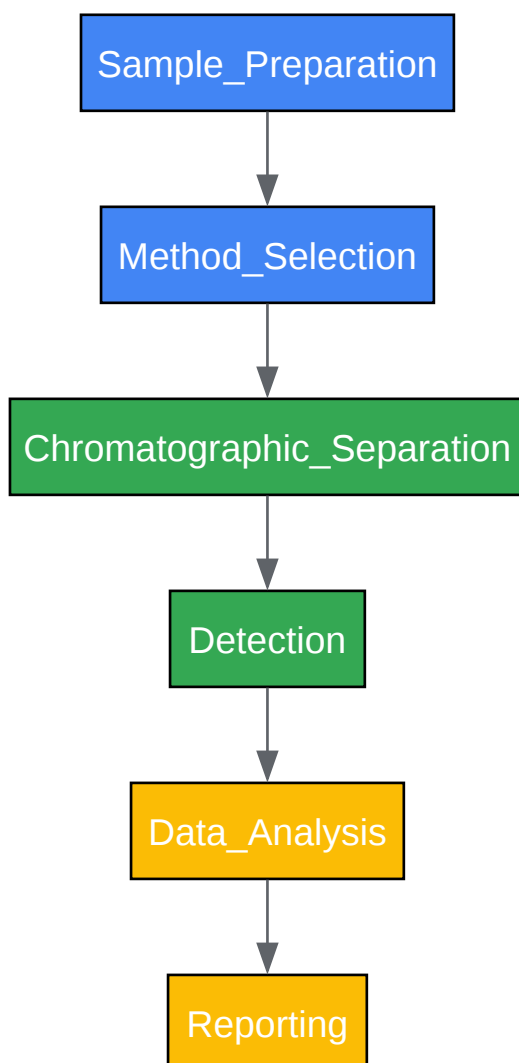 Sample_Preparation
Method_Selection
Chromatographic_Separation
Detection
Data_Analysis
Reporting